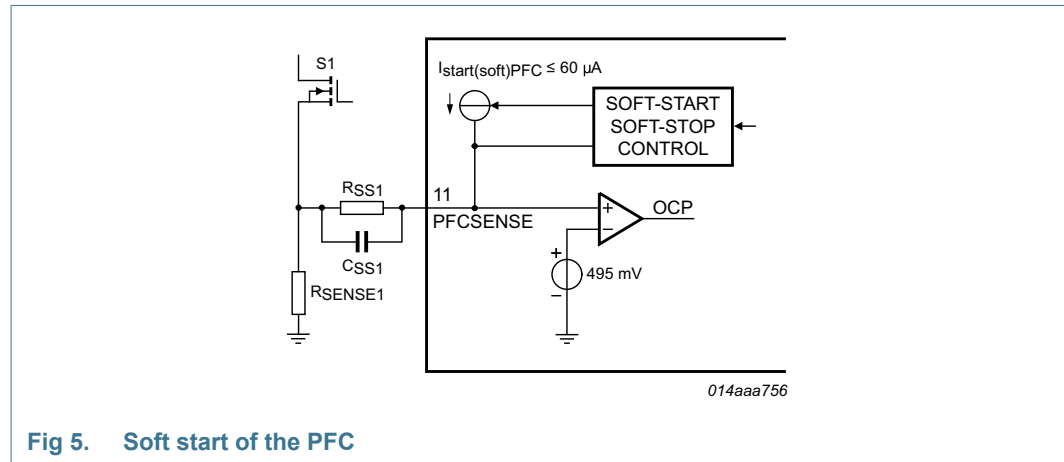 S1
Istart(soft)PFC ≤ 60 μA
SOFT-START
SOFT-STOP
CONTROL
RSS1
11
PFCSENSE
CSS1
RSENSE1
+
−
OCP
+
495 mV
−
014aaa756
Fig 5. Soft start of the PFC